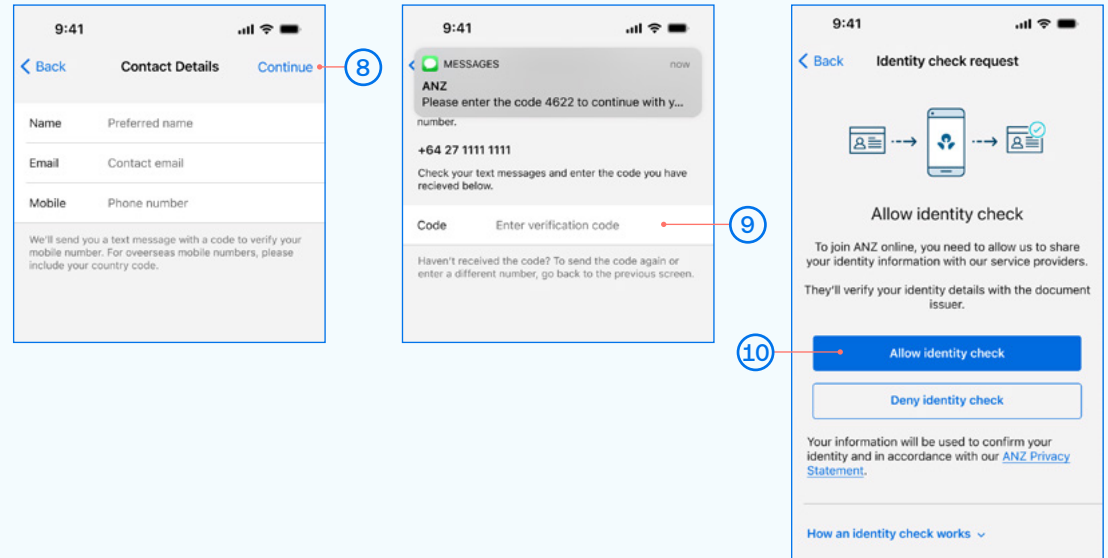 9:41
Back
Contact Details
Continue
8
Name
Preferred name
Email
Contact email
Mobile
Phone number
We'll send you a text message with a code to verify your
mobile number. For oveerseas mobile numbers, please
include your country code.
9:41
MESSAGES
now
ANZ
Please enter the code 4622 to continue with y...
number.
+64 27 1111 1111
Check your text messages and enter the code you have
recieved below.
Code
Enter verification code
9
Haven't received the code? To send the code again or
enter a different number, go back to the previous screen.
9:41
Back
Identity check request
Allow identity check
To join ANZ online, you need to allow us to share
your identity information with our service providers.
They'll verify your identity details with the document
issuer.
10
Allow identity check
Deny identity check
Your information will be used to confirm your
identity and in accordance with our ANZ Privacy
Statement.
How an identity check works